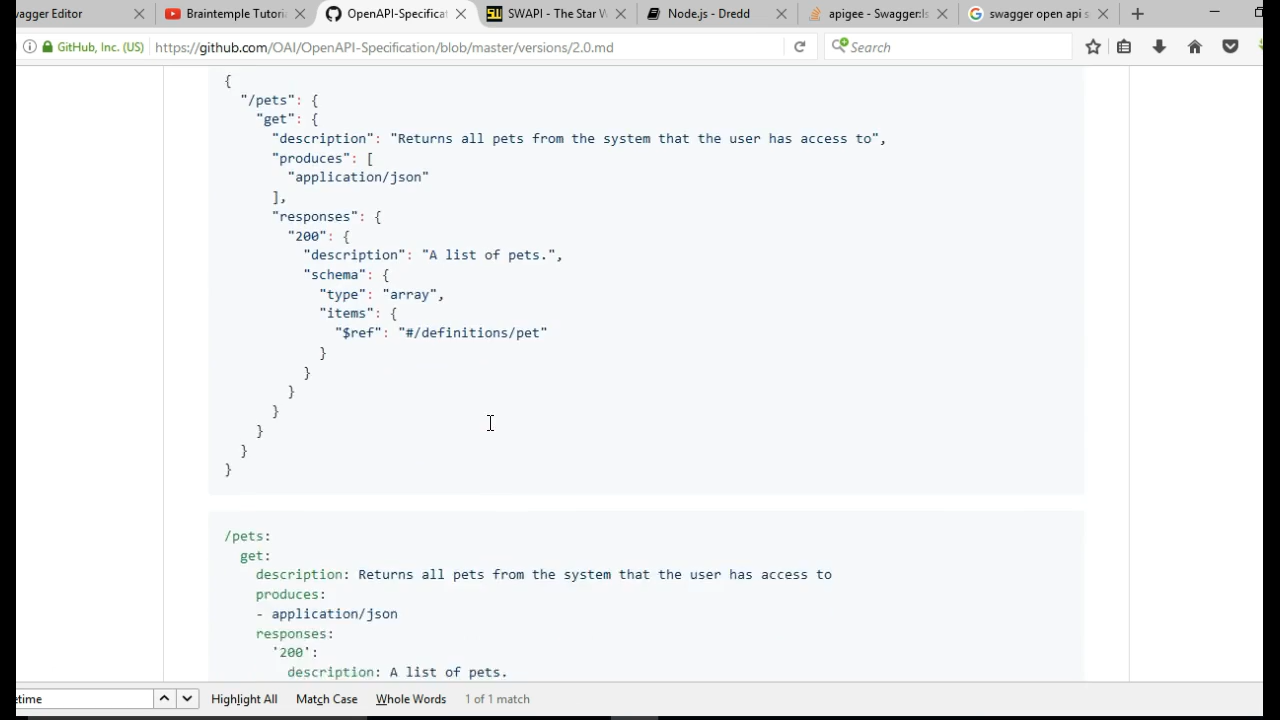 wagger Editor
Braintemple Tutori
OpenAPI-Specificat
SWAPI - The Star W
Node.js - Dredd
apigee - Swagger:
swagger open api s
GitHub, Inc. (US)
https://github.com/OAI/OpenAPI-Specification/blob/master/versions/2.0.md
Search
{
"/pets": {
"get": {
"description": "Returns all pets from the system that the user has access to",
"produces": [
"application/json"
],
"responses": {
"200": {
"description": "A list of pets.",
"schema": {
"type": "array",
"items": {
"$ref": "#/definitions/pet"
}
}
}
}
}
}
}
/pets:
get:
description: Returns all pets from the system that the user has access to
produces:
- application/json
responses:
'200':
description: A list of pets.
etime
Highlight All
Match Case
Whole Words
1 of 1 match